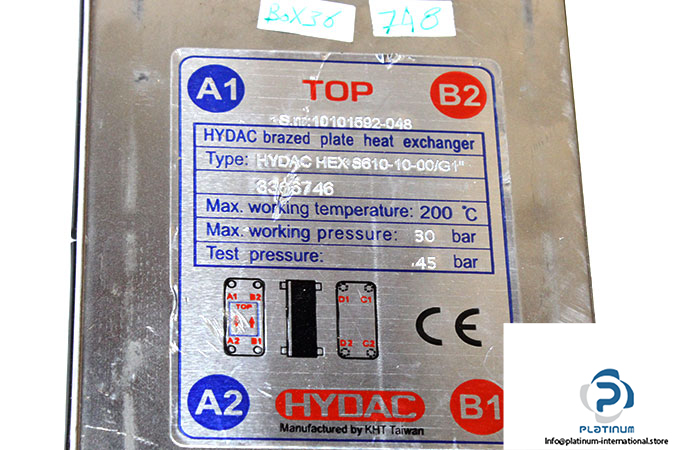 BOX36 748
A1 TOP B2
S.n:10101592-048
HYDAC brazed plate heat exchanger
Type: HYDAC HEX S610-10-00/G1"
3366746
Max. working temperature: 200 °C
Max. working pressure: 30 bar
Test pressure: 45 bar
A1 B2
TOP
A2 B1
D1 C1
D2 C2
CE
A2 HYDAC B1
Manufactured by KHT Taiwan
PLATINUM
info@platinum-international.store